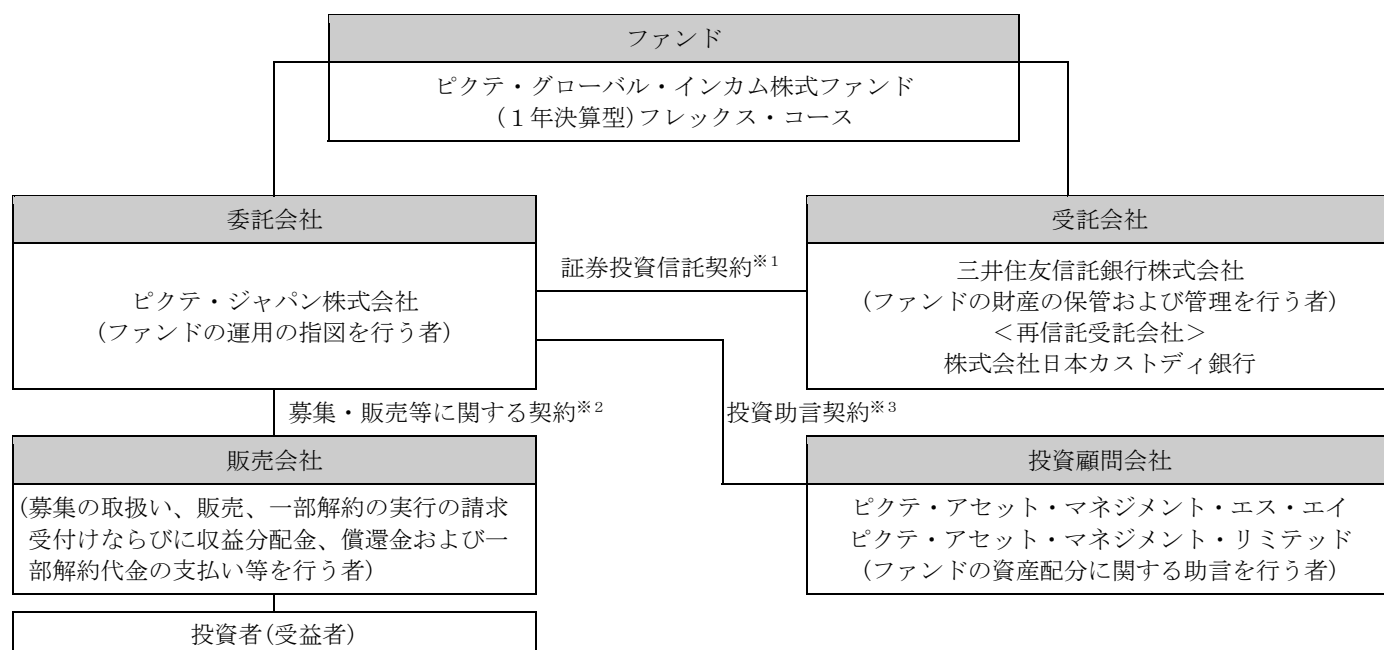 ファンド
ピクテ・グローバル・インカム株式ファンド
(1年決算型)フレックス・コース
委託会社
ピクテ・ジャパン株式会社
(ファンドの運用の指図を行う者)
証券投資信託契約※1
受託会社
三井住友信託銀行株式会社
(ファンドの財産の保管および管理を行う者)
<再信託受託会社>
株式会社日本カストディ銀行
募集・販売等に関する契約※2
投資助言契約※3
販売会社
(募集の取扱い、販売、一部解約の実行の請求
受付けならびに収益分配金、償還金および一
部解約代金の支払い等を行う者)
投資顧問会社
ピクテ・アセット・マネジメント・エス・エイ
ピクテ・アセット・マネジメント・リミテッド
(ファンドの資産配分に関する助言を行う者)
投資者(受益者)